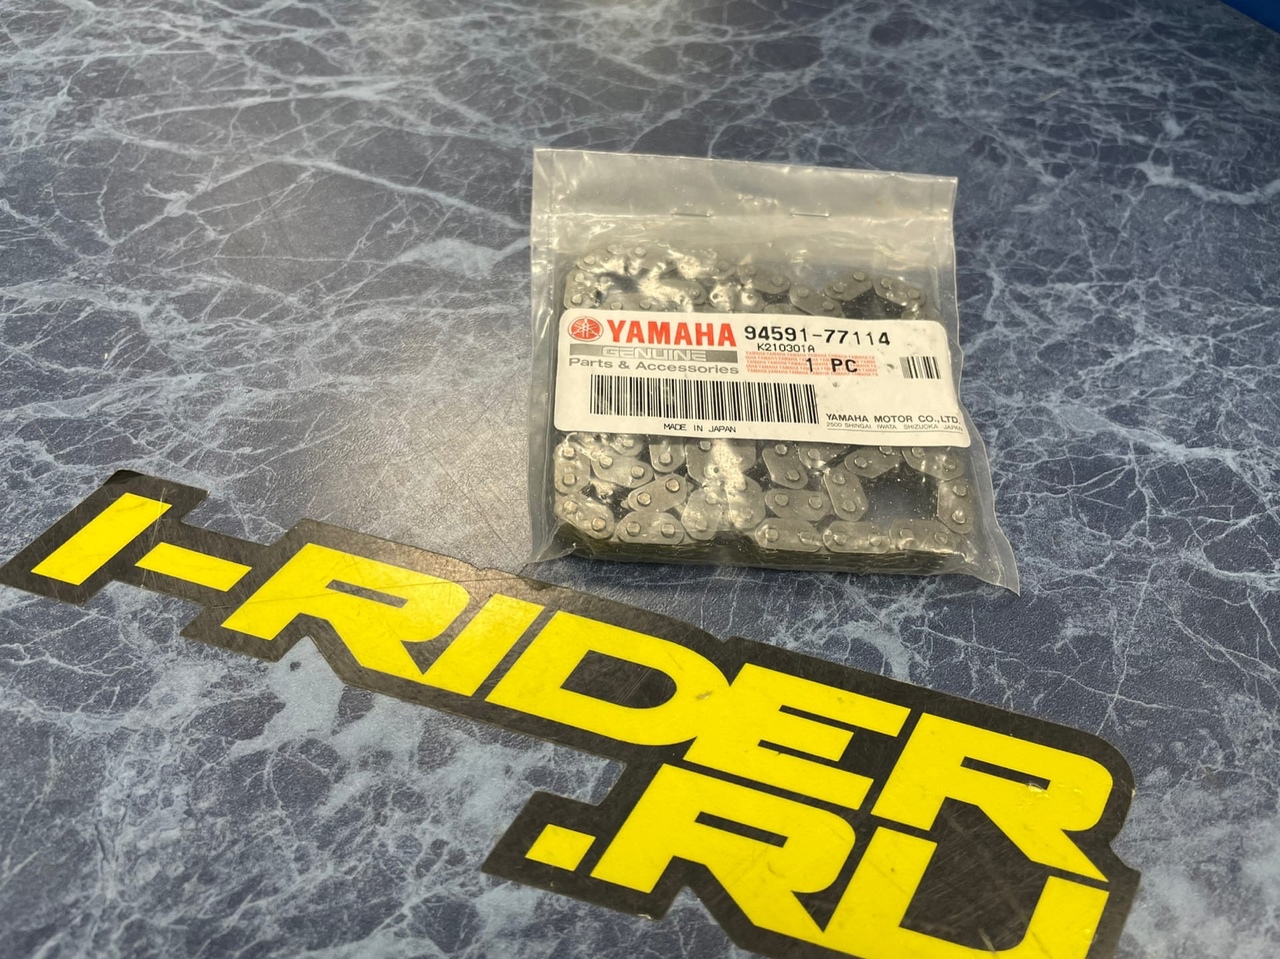 YAMAHA 94591-77114
K210301A
GENUINE
Parts & Accessories
1 PC
YAMAHA MOTOR CO.,LTD.
2500 SHINGAI IWATA SHIZUOKA JAPAN
MADE IN JAPAN
I-RIDER
.RU